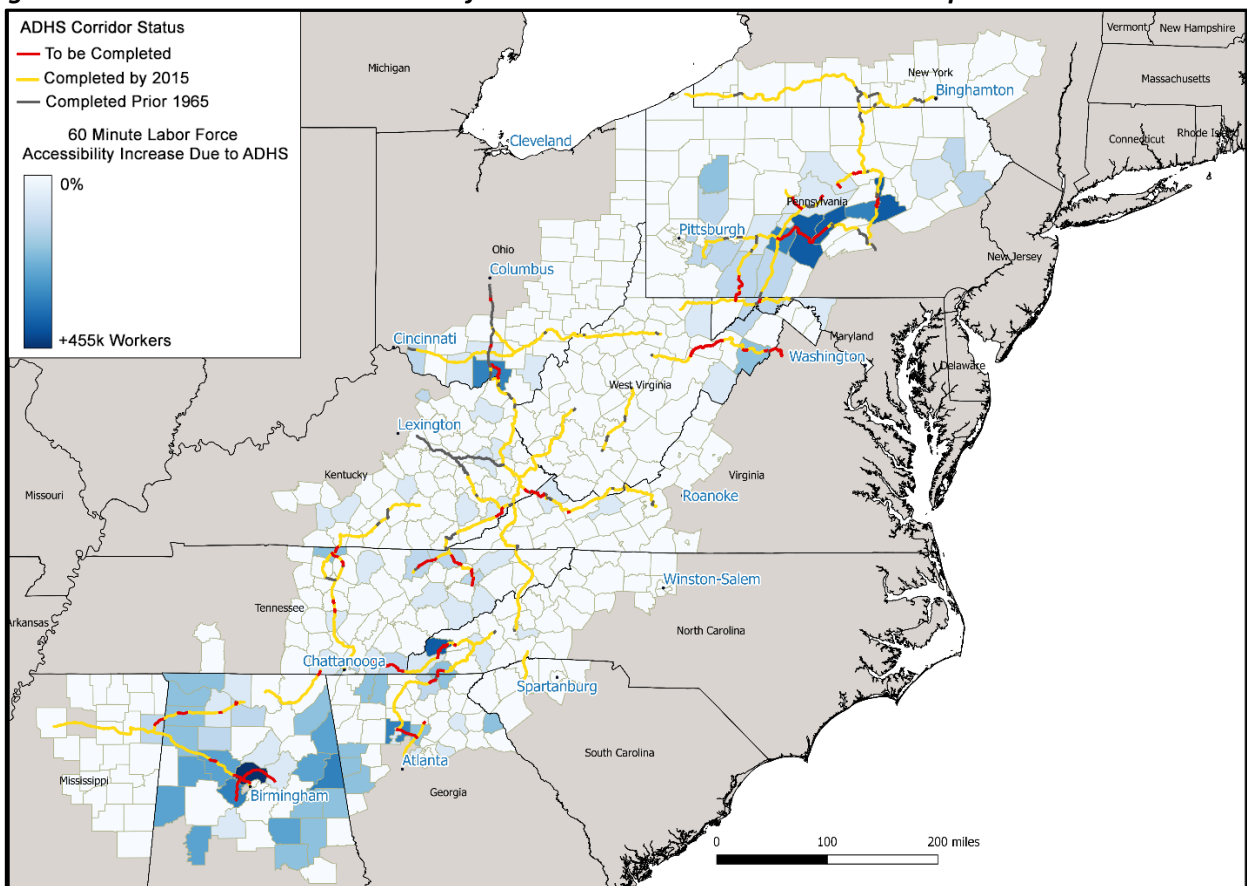 ADHS Corridor Status
To be Completed
Completed by 2015
Completed Prior 1965
60 Minute Labor Force
Accessibility Increase Due to ADHS
0%
+455k Workers
Michigan
Vermont
New Hampshire
New York
Binghamton
Massachusetts
Connecticut
Rhode Island
Cleveland
Pennsylvania
Pittsburgh
New Jersey
Ohio
Columbus
Cincinnati
Maryland
Washington
Delaware
West Virginia
Lexington
Kentucky
Virginia
Roanoke
Missouri
Winston-Salem
Tennessee
North Carolina
Arkansas
Chattanooga
Spartanburg
South Carolina
Atlanta
Mississippi
Birmingham
Georgia
0
100
200 miles